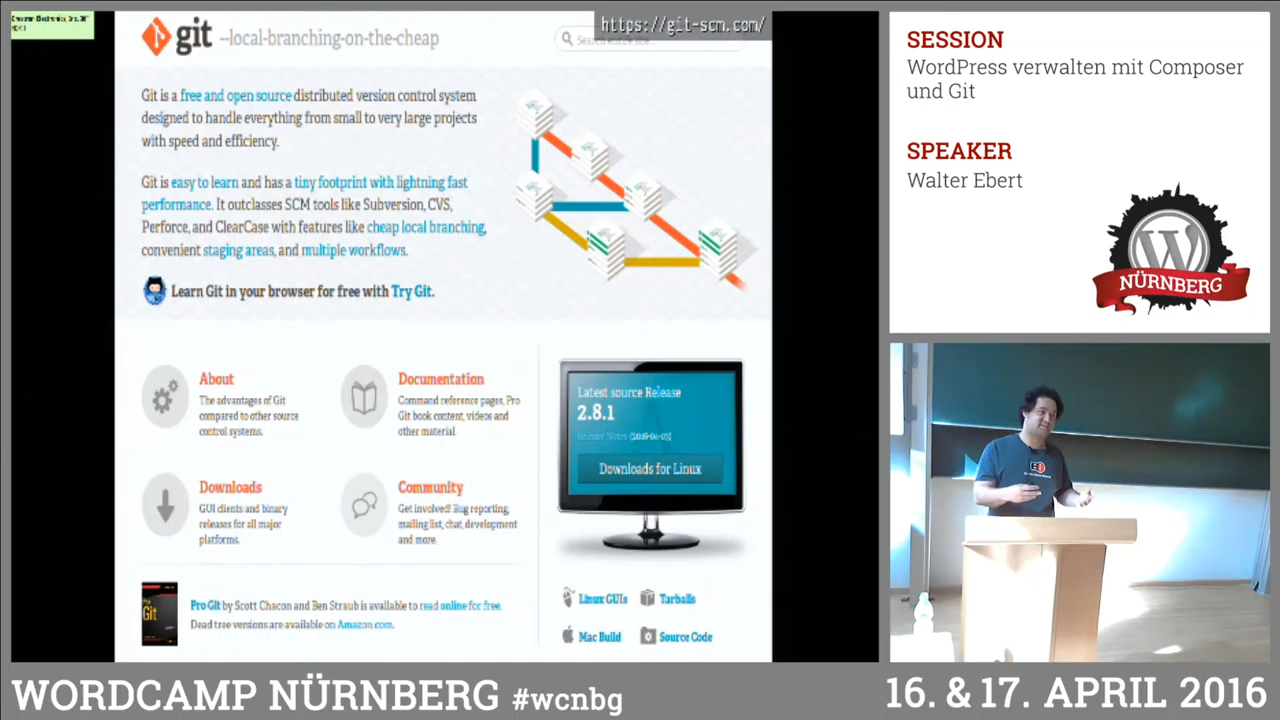 https://git-scm.com/
git --local-branching-on-the-cheap
Git is a free and open source distributed version control system
designed to handle everything from small to very large projects
with speed and efficiency.
Git is easy to learn and has a tiny footprint with lightning fast
performance. It outclasses SCM tools like Subversion, CVS,
Perforce, and ClearCase with features like cheap local branching,
convenient staging areas, and multiple workflows.
Learn Git in your browser for free with Try Git.
About
The advantages of Git
compared to other source
control systems.
Documentation
Command reference pages, Pro
Git book content, videos and
other material.
Downloads
GUI clients and binary
releases for all major
platforms.
Community
Get involved! Bug reporting,
mailing list, chat, development
and more.
Latest source Release
2.8.1
Release Notes
Downloads for Linux
Pro Git by Scott Chacon and Ben Straub is available to read online for free.
Dead tree versions are available on Amazon.com.
Git
Linux GUIs
Tarballs
Mac Build
Source Code
SESSION
WordPress verwalten mit Composer
und Git
SPEAKER
Walter Ebert
W
NÜRNBERG
WORDCAMP NÜRNBERG #wcnbg
16. & 17. APRIL 2016